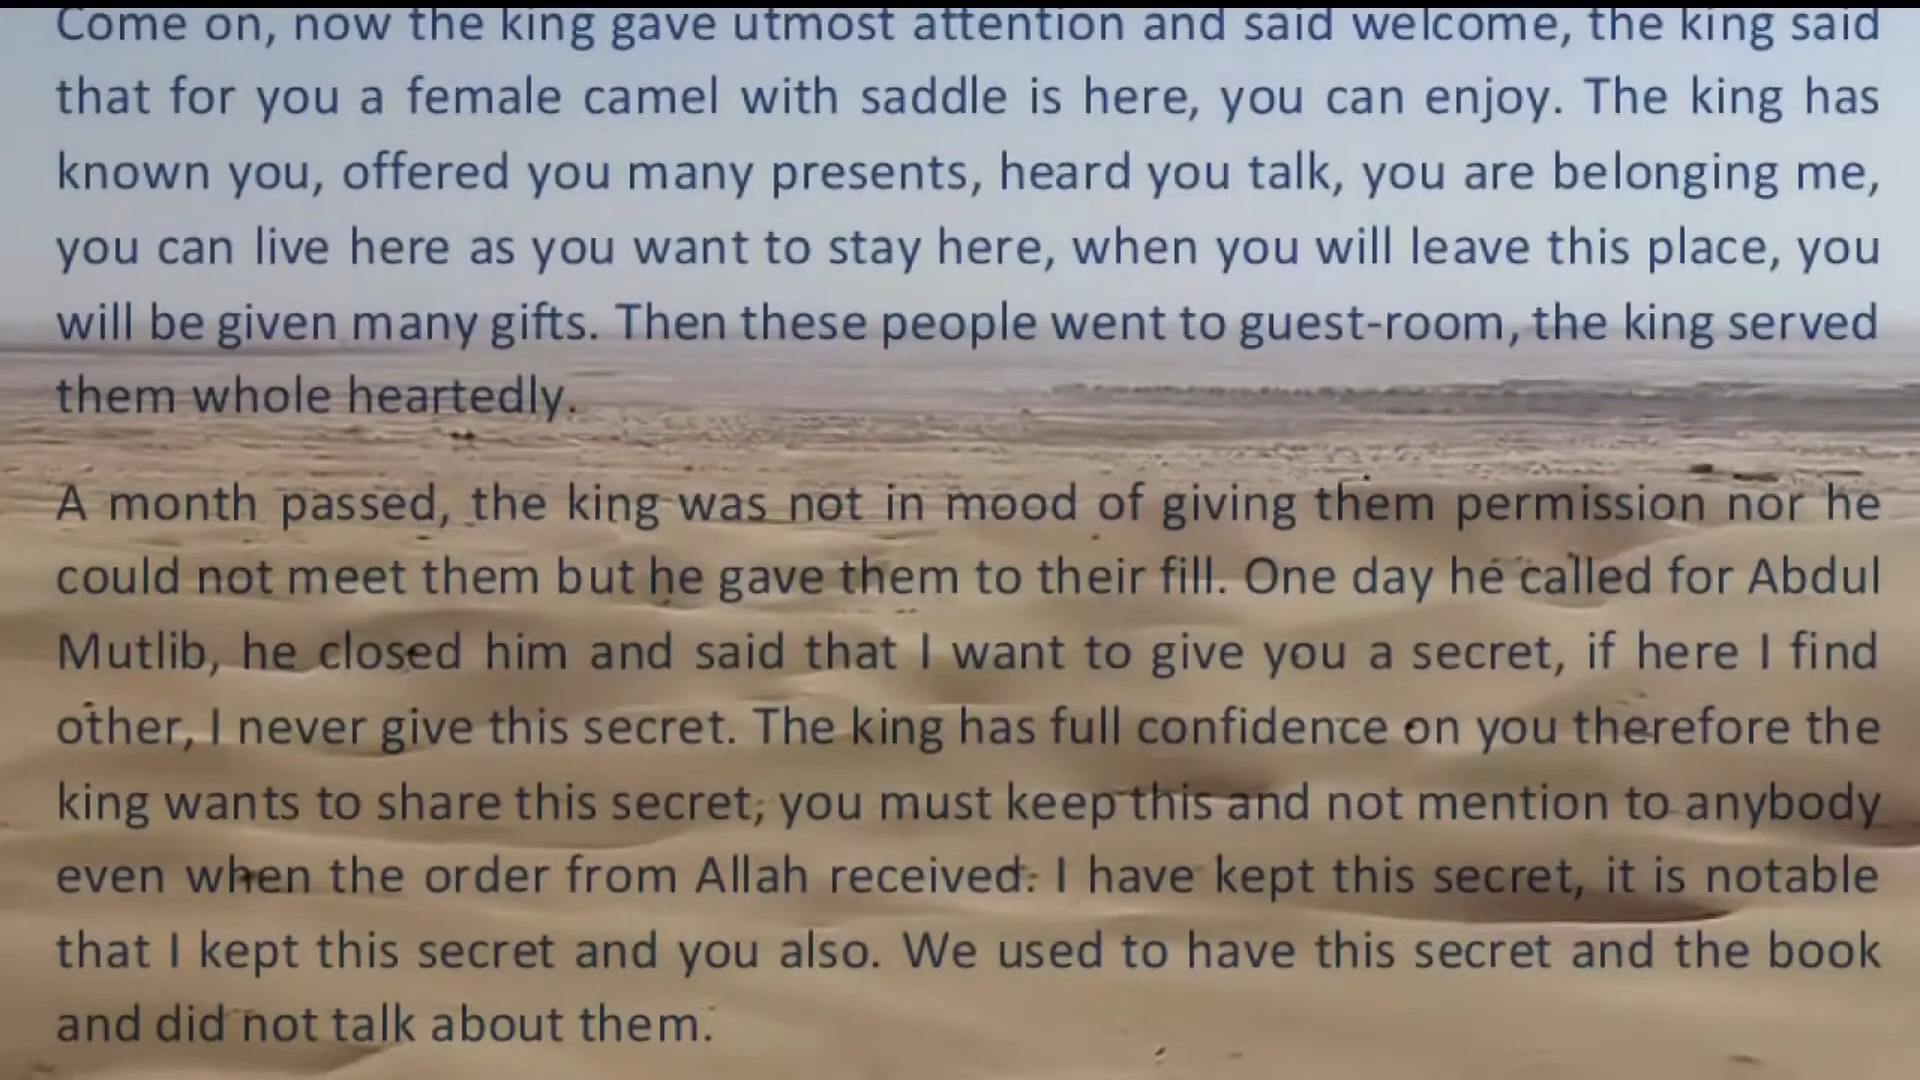 Come on, now the king gave utmost attention and said welcome, the king said
that for you a female camel with saddle is here, you can enjoy. The king has
known you, offered you many presents, heard you talk, you are belonging me,
you can live here as you want to stay here, when you will leave this place, you
will be given many gifts. Then these people went to guest-room, the king served
them whole heartedly.
A month passed, the king was not in mood of giving them permission nor he
could not meet them but he gave them to their fill. One day he called for Abdul
Mutlib, he closed him and said that I want to give you a secret, if here I find
other, I never give this secret. The king has full confidence on you therefore the
king wants to share this secret, you must keep this and not mention to anybody
even when the order from Allah received. I have kept this secret, it is notable
that I kept this secret and you also. We used to have this secret and the book
and did not talk about them.